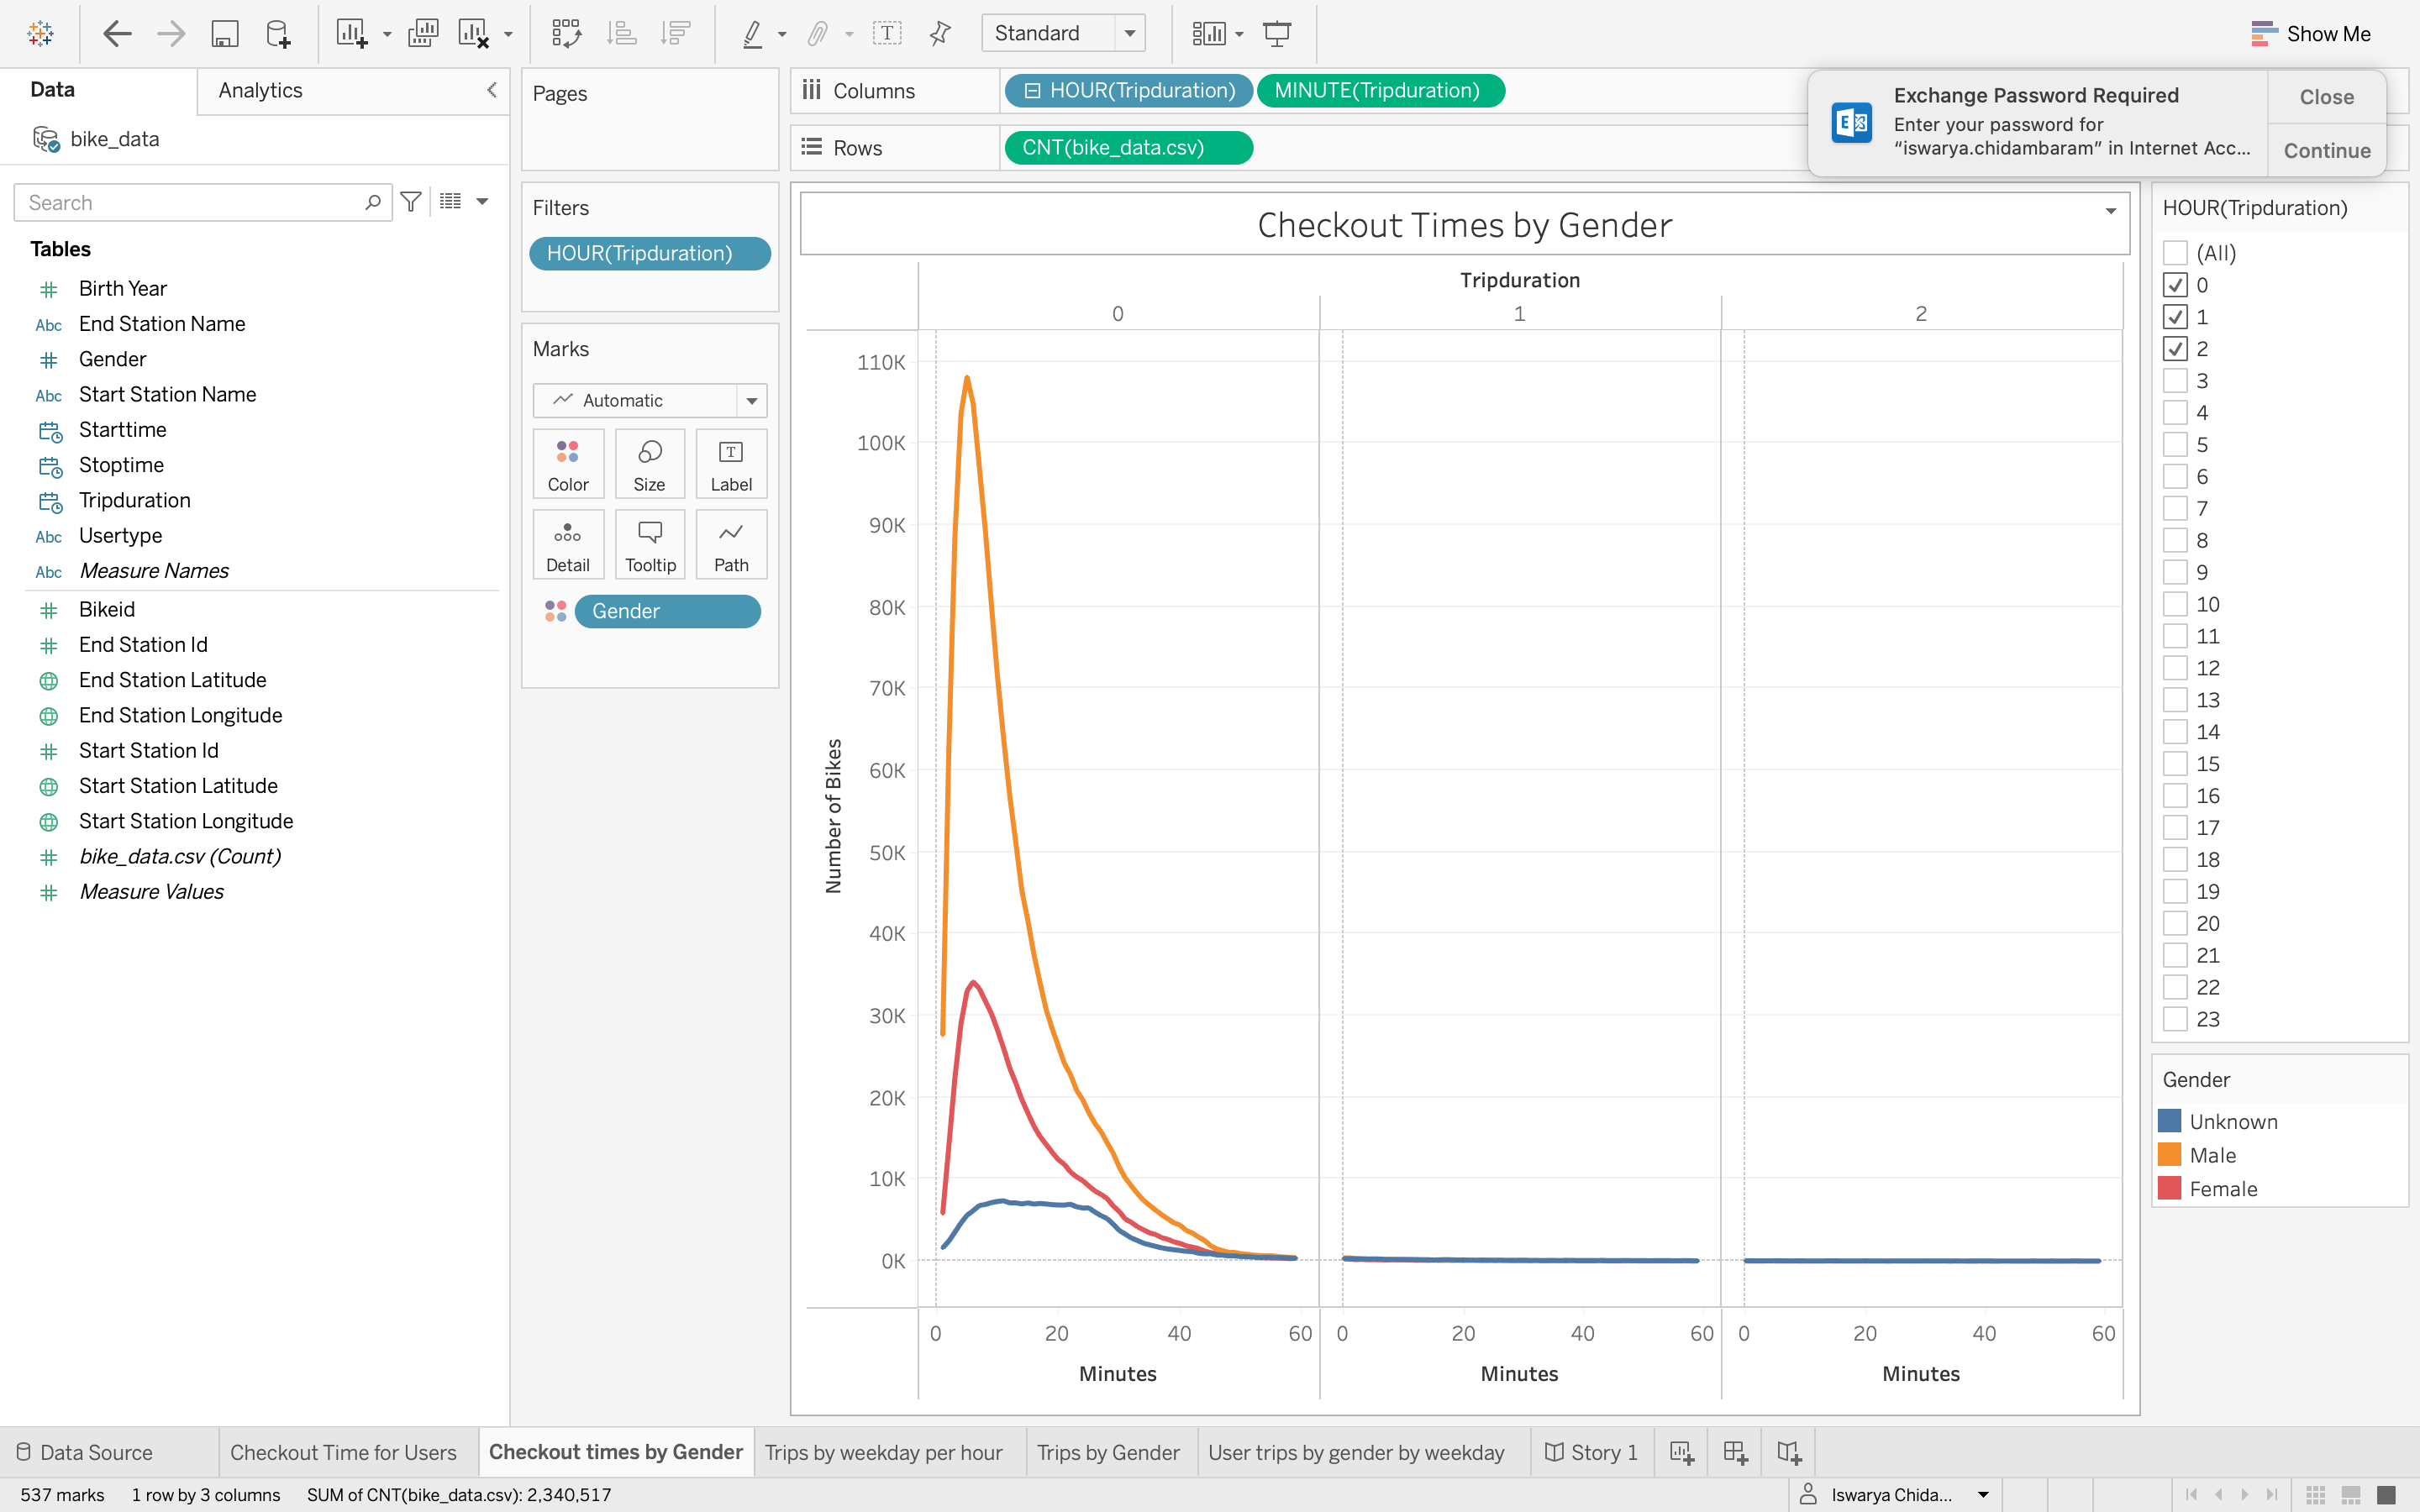 Standard
Show Me
Data
Analytics
bike_data
Search
Tables
Birth Year
Abc End Station Name
Gender
Abc Start Station Name
Starttime
Stoptime
Tripduration
Abc Usertype
Abc Measure Names
Bikeid
End Station Id
End Station Latitude
End Station Longitude
Start Station Id
Start Station Latitude
Start Station Longitude
bike_data.csv (Count)
Measure Values
Pages
Filters
HOUR(Tripduration)
Marks
Automatic
Color Size Label
Detail Tooltip Path
Gender
Columns HOUR(Tripduration) MINUTE(Tripduration)
Rows CNT(bike_data.csv)
Exchange Password Required
Enter your password for
“iswarya.chidambaram” in Internet Acc...
Close
Continue
Checkout Times by Gender
Tripduration
0 1 2
Number of Bikes
110K
100K
90K
80K
70K
60K
50K
40K
30K
20K
10K
0K
0 20 40 60 0 20 40 60 0 20 40 60
Minutes Minutes Minutes
HOUR(Tripduration)
(All)
0
1
2
3
4
5
6
7
8
9
10
11
12
13
14
15
16
17
18
19
20
21
22
23
Gender
Unknown
Male
Female
Data Source Checkout Time for Users Checkout times by Gender Trips by weekday per hour Trips by Gender User trips by gender by weekday Story 1
537 marks 1 row by 3 columns SUM of CNT(bike_data.csv): 2,340,517 Iswarya Chida...